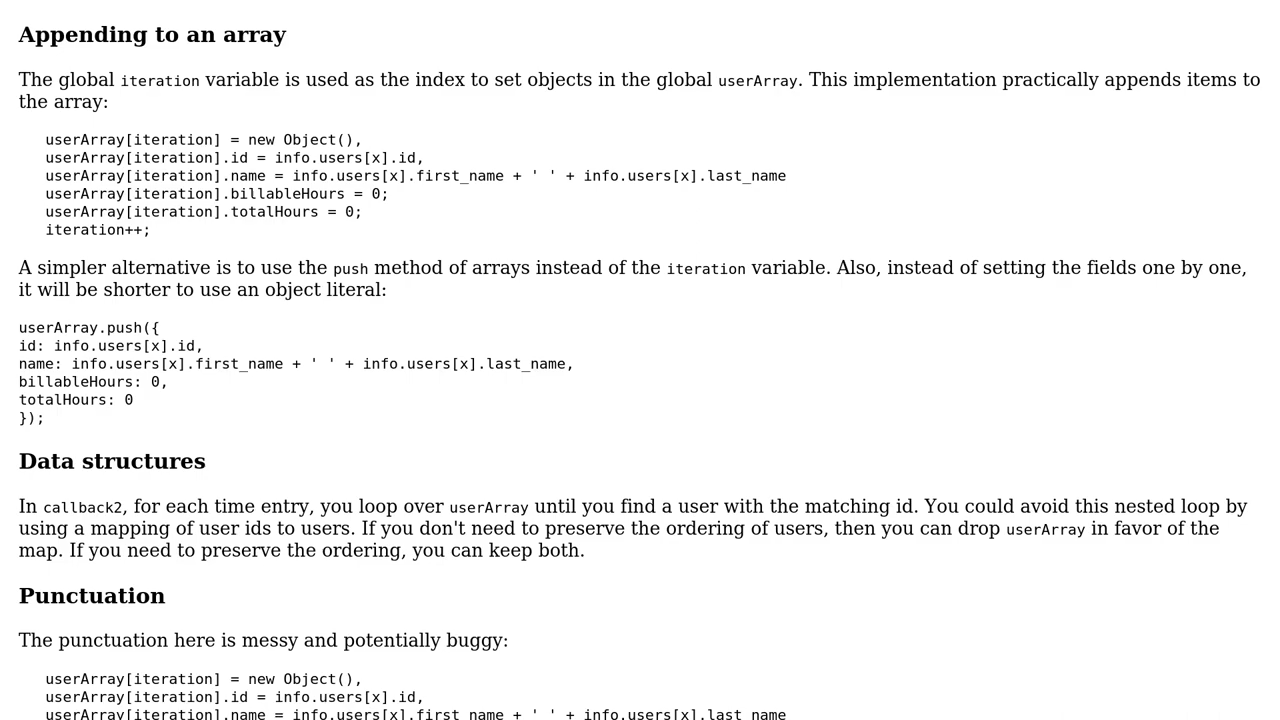 Appending to an array
The global iteration variable is used as the index to set objects in the global userArray. This implementation practically appends items to
the array:
userArray[iteration] = new Object(),
userArray[iteration].id = info.users[x].id,
userArray[iteration].name = info.users[x].first_name + ' ' + info.users[x].last_name
userArray[iteration].billableHours = 0;
userArray[iteration].totalHours = 0;
iteration++;
A simpler alternative is to use the push method of arrays instead of the iteration variable. Also, instead of setting the fields one by one,
it will be shorter to use an object literal:
userArray.push({
id: info.users[x].id,
name: info.users[x].first_name + ' ' + info.users[x].last_name,
billableHours: 0,
totalHours: 0
});
Data structures
In callback2, for each time entry, you loop over userArray until you find a user with the matching id. You could avoid this nested loop by
using a mapping of user ids to users. If you don't need to preserve the ordering of users, then you can drop userArray in favor of the
map. If you need to preserve the ordering, you can keep both.
Punctuation
The punctuation here is messy and potentially buggy:
userArray[iteration] = new Object(),
userArray[iteration].id = info.users[x].id,
userArray[iteration].name = info.users[x].first_name + ' ' + info.users[x].last_name